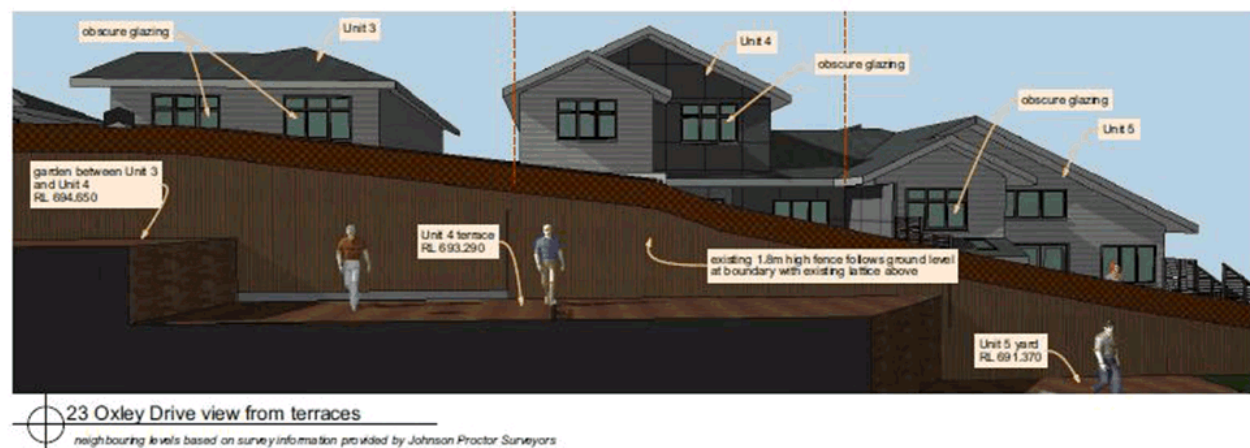 obscure glazing
Unit 3
Unit 4
obscure glazing
obscure glazing
Unit 5
garden between Unit 3
and Unit 4
RL 694.650
Unit 4 terrace
RL 693.290
existing 1.8m high fence follows ground level
at boundary with existing lattice above
Unit 5 yard
RL 691.370
23 Oxley Drive view from terraces
neighbouring levels based on survey information provided by Johnson Proctor Surveyors